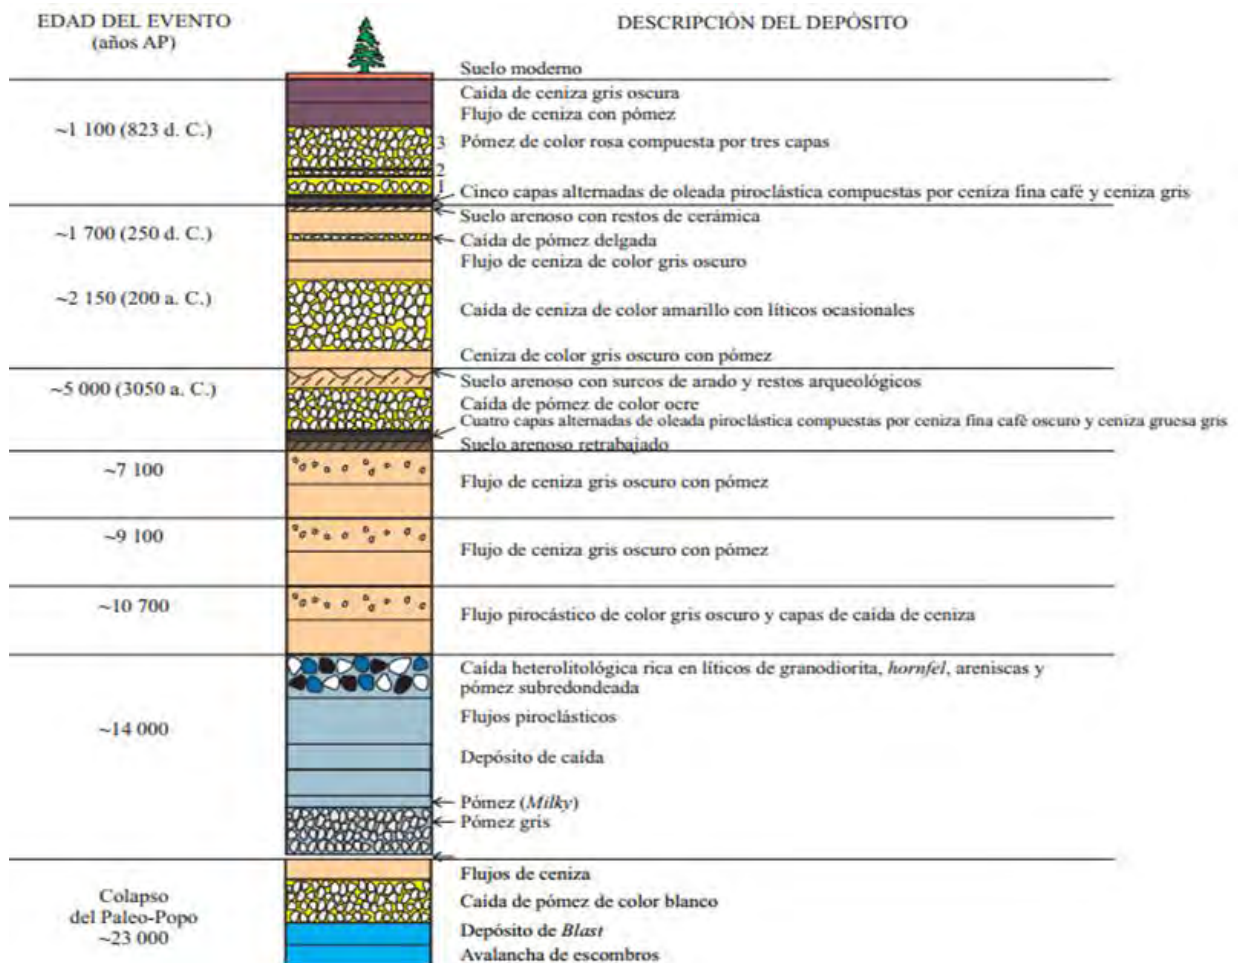 EDAD DEL EVENTO
(años AP)
DESCRIPCIÓN DEL DEPÓSITO
Suelo moderno
~1 100 (823 d. C.)
Caída de ceniza gris oscura
Flujo de ceniza con pómez
3 Pómez de color rosa compuesta por tres capas
2
1
Cinco capas alternadas de oleada piroclástica compuestas por ceniza fina café y ceniza gris
Suelo arenoso con restos de cerámica
~1 700 (250 d. C.)
Caída de pómez delgada
Flujo de ceniza de color gris oscuro
~2 150 (200 a. C.)
Caída de ceniza de color amarillo con líticos ocasionales
Ceniza de color gris oscuro con pómez
~5 000 (3050 a. C.)
Suelo arenoso con surcos de arado y restos arqueológicos
Caída de pómez de color ocre
Cuatro capas alternadas de oleada piroclástica compuestas por ceniza fina café oscuro y ceniza gruesa gris
Suelo arenoso retrabajado
~7 100
Flujo de ceniza gris oscuro con pómez
~9 100
Flujo de ceniza gris oscuro con pómez
~10 700
Flujo pirocástico de color gris oscuro y capas de caída de ceniza
Caída heterolitológica rica en líticos de granodiorita, hornfel, areniscas y
pómez subredondeada
~14 000
Flujos piroclásticos
Depósito de caída
Pómez (Milky)
Pómez gris
Colapso
del Paleo-Popo
~23 000
Flujos de ceniza
Caída de pómez de color blanco
Depósito de Blast
Avalancha de escombros